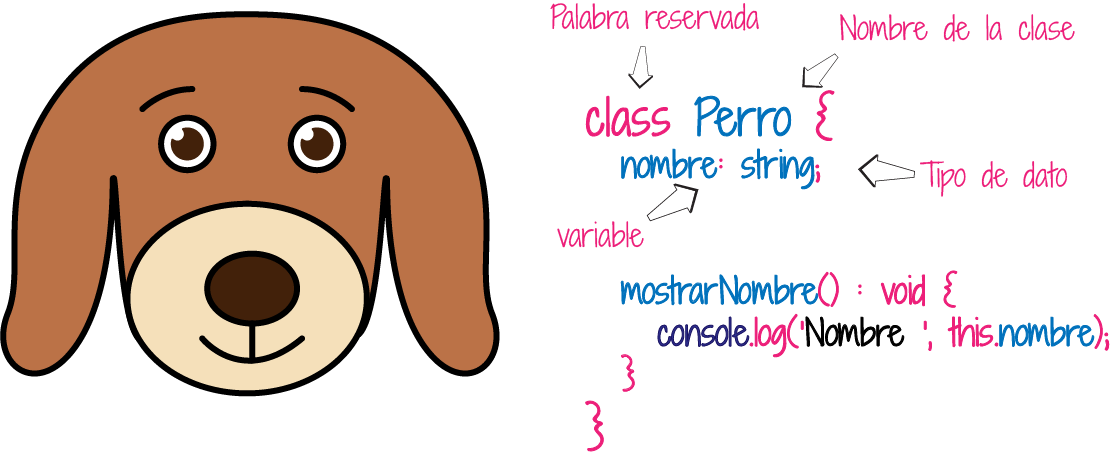 Palabra reservada
Nombre de la clase
class Perro {
nombre: string;
Tipo de dato
variable
mostrarNombre() : void {
console.log('Nombre ', this.nombre);
}
}